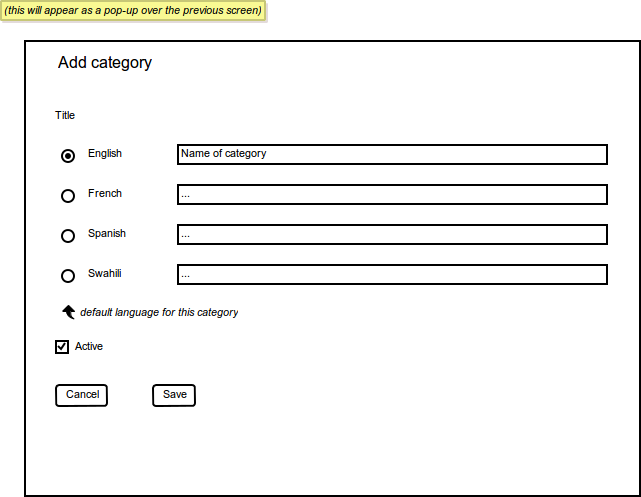 (this will appear as a pop-up over the previous screen)
Add category
Title
English Name of category
French ...
Spanish ...
Swahili ...
default language for this category
Active
Cancel Save